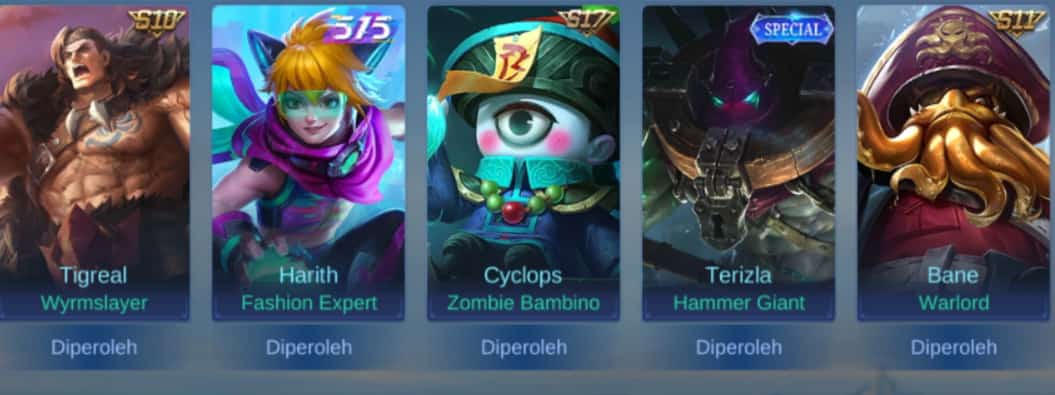 S10
515
S17
SPECIAL
S11
Tigreal
Wyrmslayer
Diperoleh
Harith
Fashion Expert
Diperoleh
Cyclops
Zombie Bambino
Diperoleh
Terizla
Hammer Giant
Diperoleh
Bane
Warlord
Diperoleh